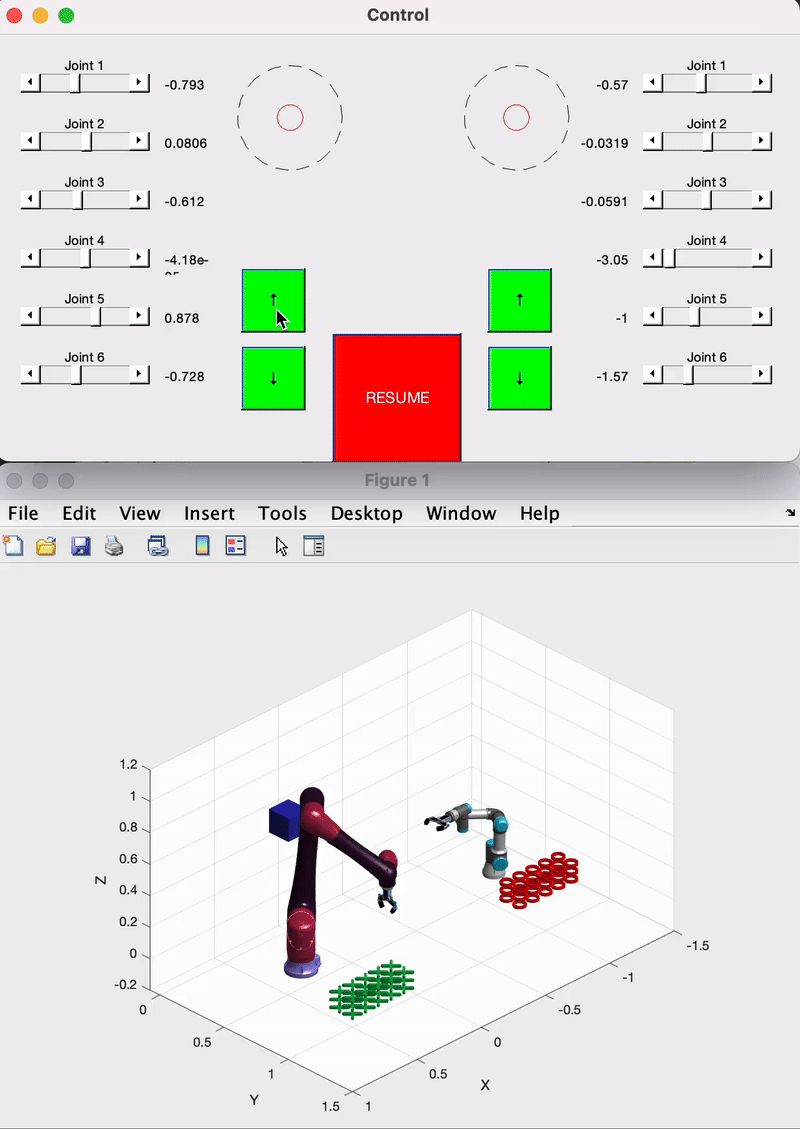 Control
Joint 1
-0.793
Joint 2
0.0806
Joint 3
-0.612
Joint 4
-4.18e-
Joint 5
0.878
Joint 6
-0.728
↑
↓
RESUME
↑
↓
Joint 1
-0.57
Joint 2
-0.0319
Joint 3
-0.0591
Joint 4
-3.05
Joint 5
-1
Joint 6
-1.57
Figure 1
File Edit View Insert Tools Desktop Window Help
1.2
1
0.8
0.6
0.4
0.2
0
-0.2
Z
0
0.5
1
1.5
Y
1
0.5
0
-0.5
-1
-1.5
X